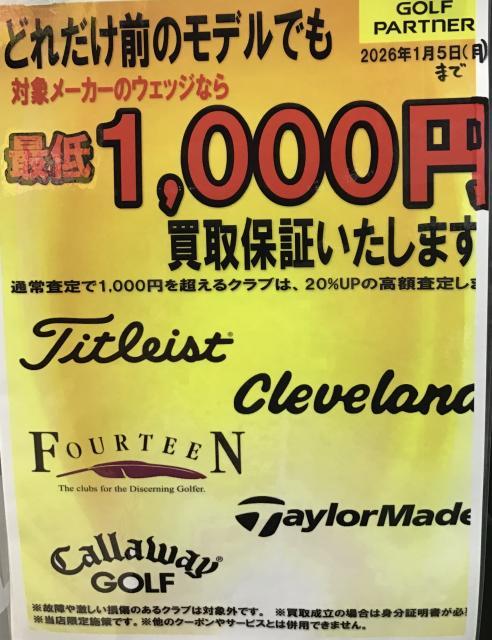 GOLF
PARTNER
どれだけ前のモデルでも
2026年1月5日(月)
まで
対象メーカーのウェッジなら
最低1,000円
買取保証いたします
通常査定で1,000円を超えるクラブは、20%UPの高額査定しま
Titleist®
Cleveland
FOURTEEN
The clubs for the Discerning Golfer.
TaylorMade
Callaway®
GOLF
※故障や激しい損傷のあるクラブは対象外です。 ※買取成立の場合は身分証明書が必
※当店限定施策です。※他のクーポンやサービスとは併用できません。